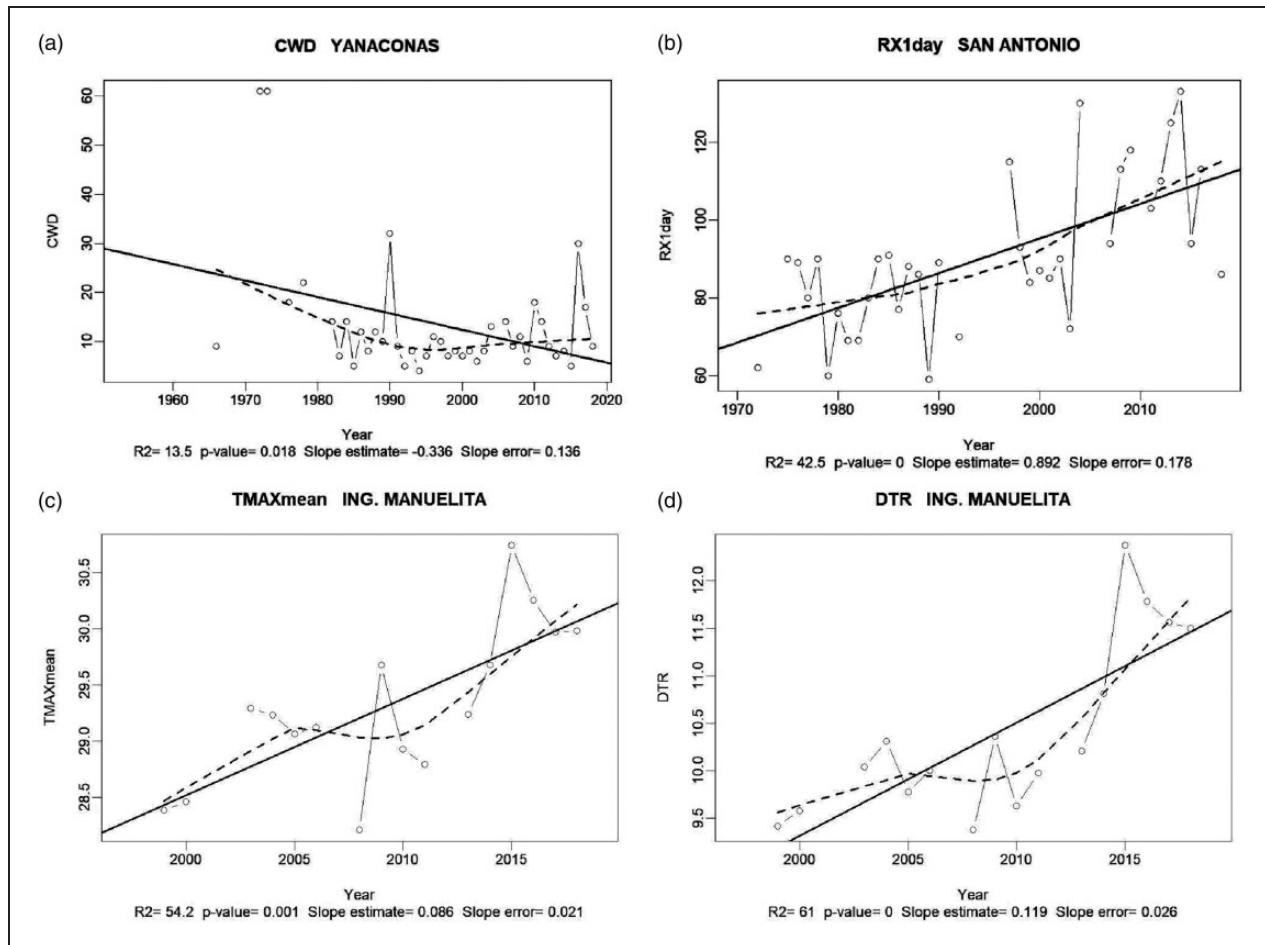 (a)
CWD YANACONAS
CWD
60
50
40
30
20
10
1960 1970 1980 1990 2000 2010 2020
Year
R2= 13.5 p-value= 0.018 Slope estimate= -0.336 Slope error= 0.136
(b)
RX1day SAN ANTONIO
RX1day
120
100
80
60
1970 1980 1990 2000 2010
Year
R2= 42.5 p-value= 0 Slope estimate= 0.892 Slope error= 0.178
(c)
TMAXmean ING. MANUELITA
TMAXmean
30.5
30.0
29.5
29.0
28.5
2000 2005 2010 2015
Year
R2= 54.2 p-value= 0.001 Slope estimate= 0.086 Slope error= 0.021
(d)
DTR ING. MANUELITA
DTR
12.0
11.5
11.0
10.5
10.0
9.5
2000 2005 2010 2015
Year
R2= 61 p-value= 0 Slope estimate= 0.119 Slope error= 0.026